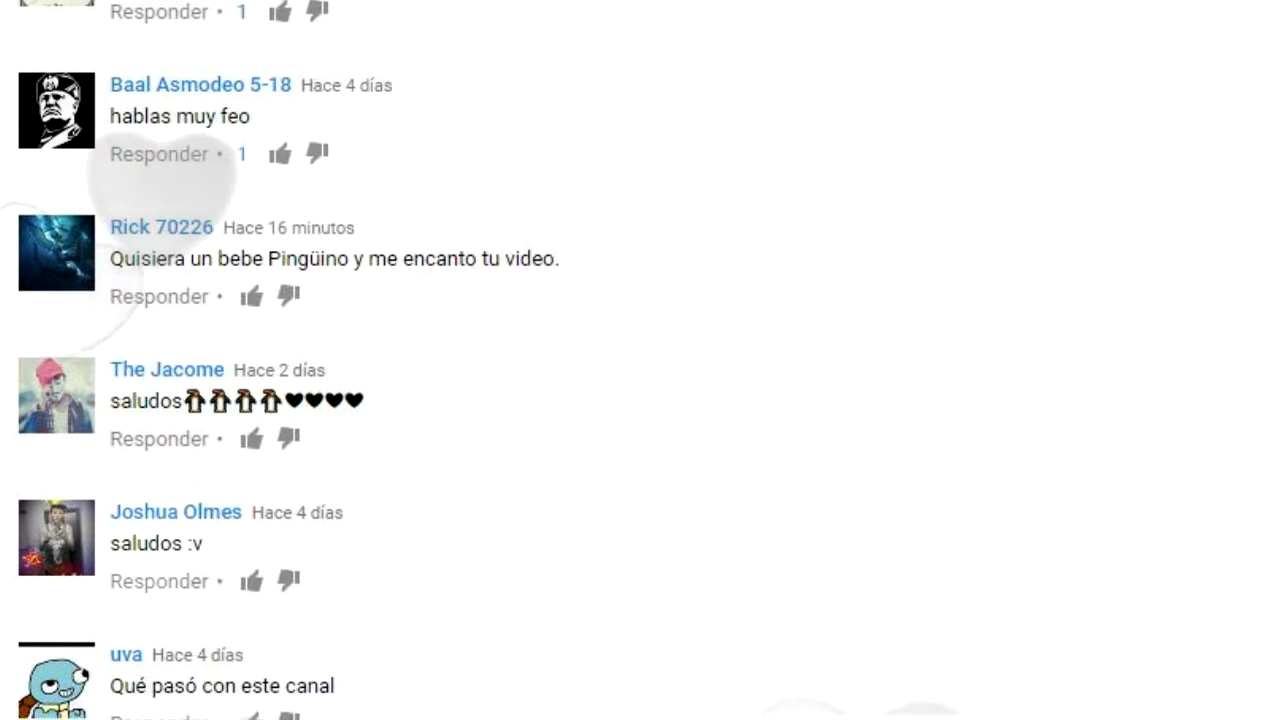 Responder • 1
Baal Asmodeo 5-18 Hace 4 días
hablas muy feo
Responder • 1
Rick 70226 Hace 16 minutos
Quisiera un bebe Pingüino y me encanto tu video.
Responder •
The Jacome Hace 2 días
saludos🐧🐧🐧🐧♥♥♥♥
Responder •
Joshua Olmes Hace 4 días
saludos :v
Responder •
uva Hace 4 días
Qué pasó con este canal
Responder •